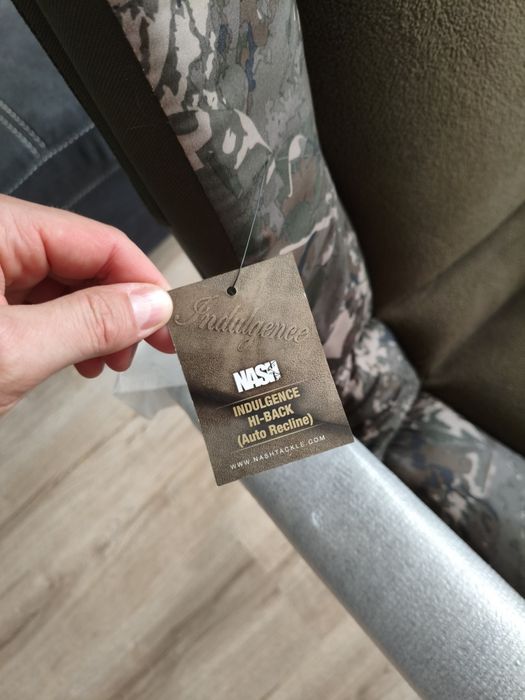 Indulgence
NASH
INDULGENCE
HI-BACK
(Auto Recline)
WWW.NASHTACKLE.COM